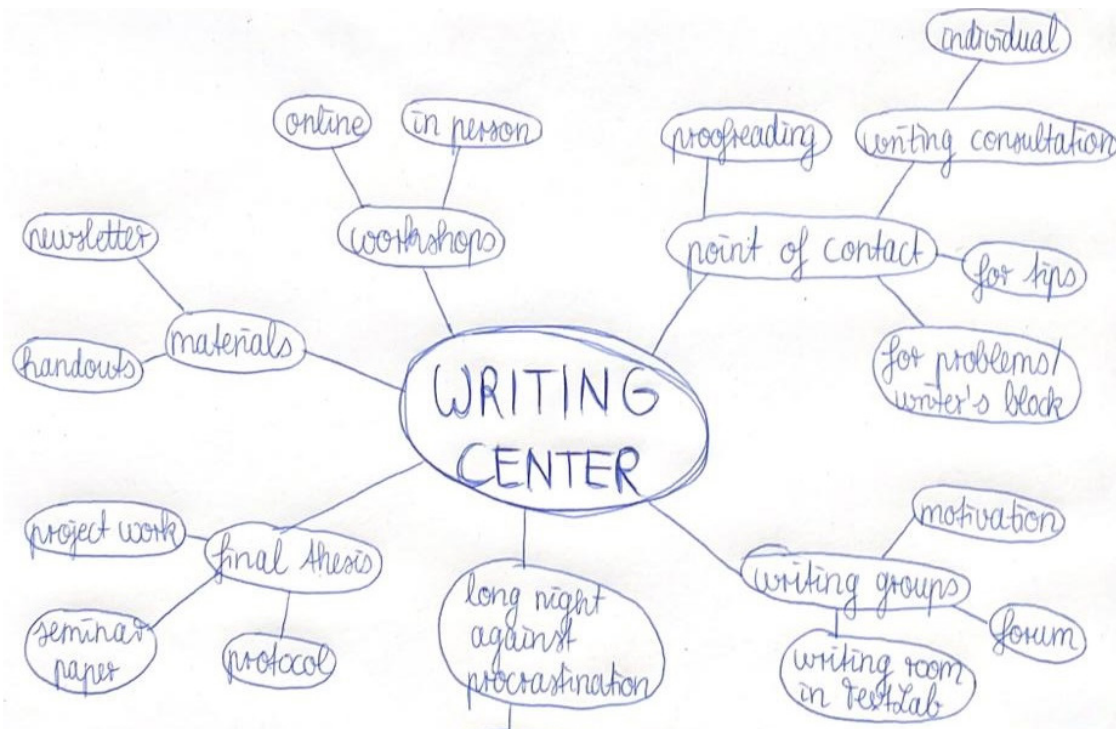 individual
online
in person
proofreading
writing consultation
newsletter
workshops
point of contact
for tips
handouts
materials
for problems/
writer's block
WRITING
CENTER
project work
final thesis
motivation
writing groups
long night
against
procrastination
seminar
paper
protocol
forum
writing room
in TextLab